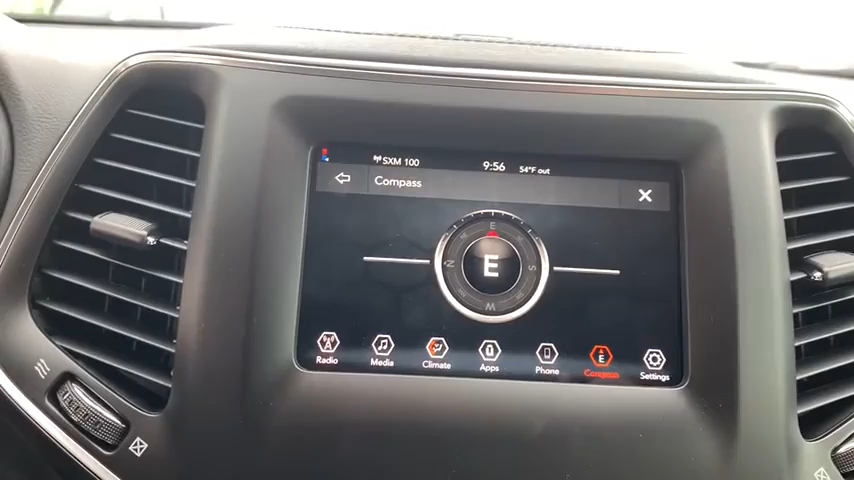 SXM 100 9:56 54°F out
Compass
E
N E S
W
Radio Media Climate Apps Phone E Compass Settings